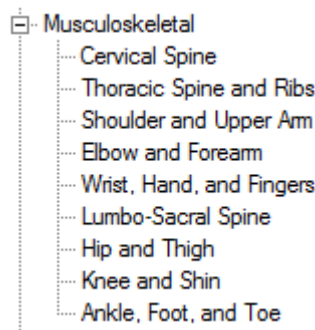 Musculoskeletal
Cervical Spine
Thoracic Spine and Ribs
Shoulder and Upper Arm
Elbow and Forearm
Wrist, Hand, and Fingers
Lumbo-Sacral Spine
Hip and Thigh
Knee and Shin
Ankle, Foot, and Toe